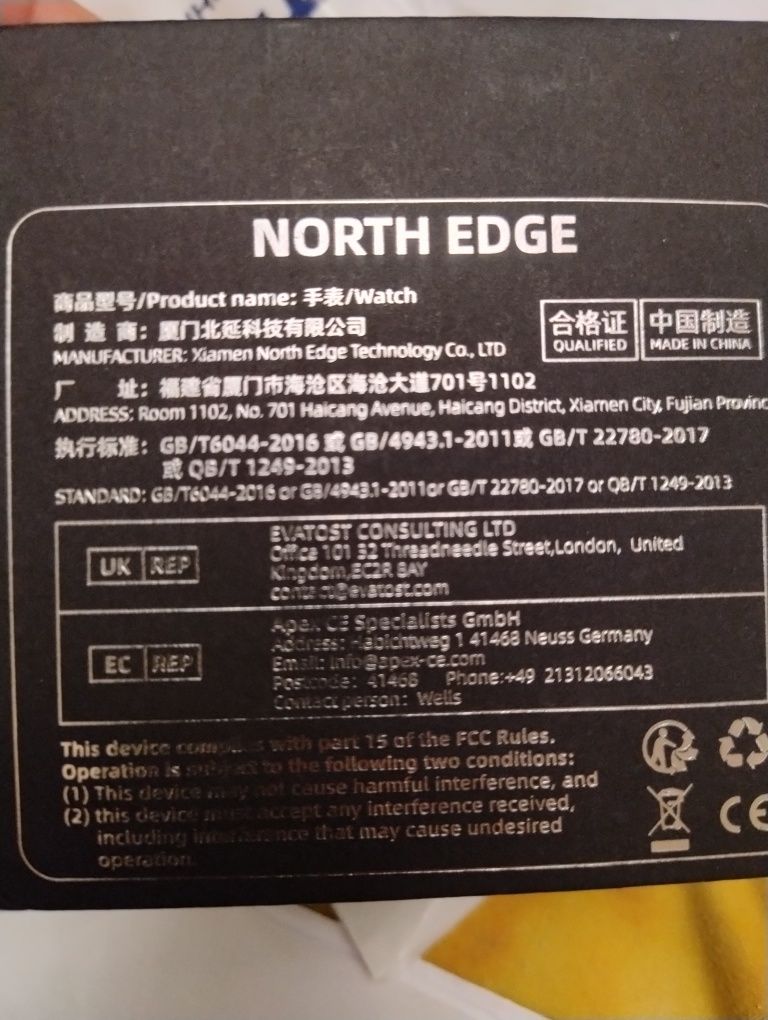 NORTH EDGE
商品型号/Product name: 手表/Watch
制 造 商: 厦门北延科技有限公司
MANUFACTURER: Xiamen North Edge Technology Co., LTD
合格证
QUALIFIED
中国制造
MADE IN CHINA
厂 址: 福建省厦门市海沧区海沧大道701号1102
ADDRESS: Room 1102, No. 701 Haicang Avenue, Haicang District, Xiamen City, Fujian Provinc
执行标准: GB/T6044-2016 或 GB/4943.1-2011或 GB/T 22780-2017
或 QB/T 1249-2013
STANDARD: GB/T6044-2016 or GB/4943.1-2011or GB/T 22780-2017 or QB/T 1249-2013
UK REP
EVATOST CONSULTING LTD
Office 101 32 Threadneedle Street,London, United
Kingdom,EC2R 8AY
contact@evatost.com
EC REP
Apex CE Specialists GmbH
Address: Habichtweg 1 41468 Neuss Germany
Email: info@apex-ce.com
Postcode: 41468 Phone:+49 21312066043
Contact person: Wells
This device complies with part 15 of the FCC Rules.
Operation is subject to the following two conditions:
(1) This device may not cause harmful interference, and
(2) this device must accept any interference received,
including interference that may cause undesired
operation.
CE